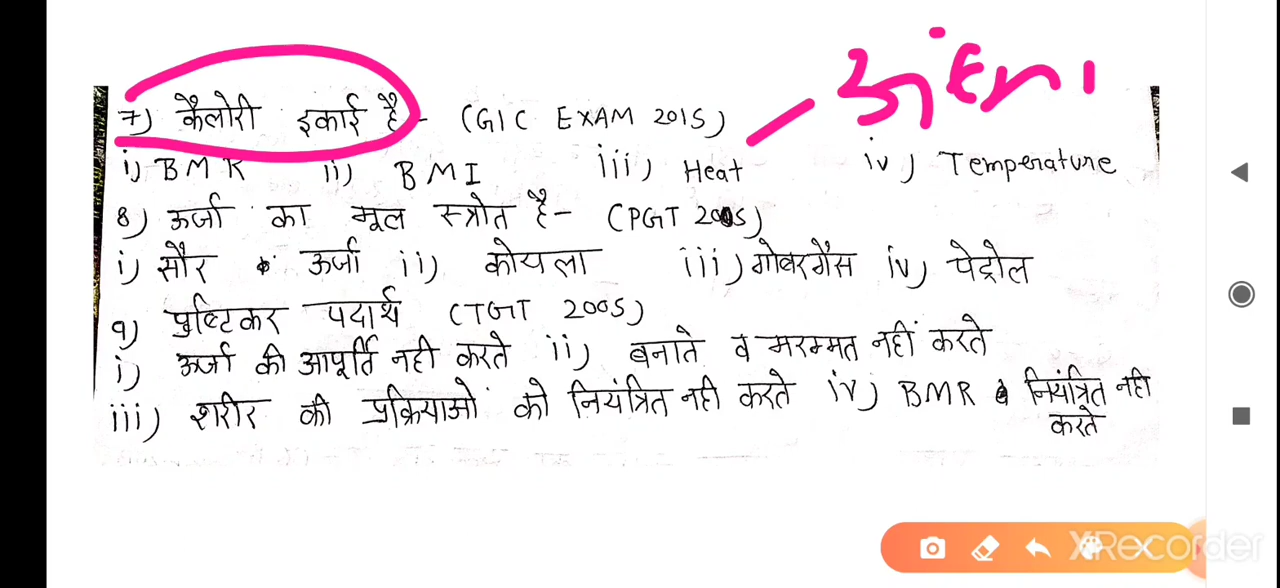 7) कैलोरी इकाई है - (GIC EXAM 2015)
i) BMR ii) BMI iii) Heat iv) Temperature
8) ऊर्जा का मूल स्त्रोत है - (PGT 2005)
i) सौर ऊर्जा ii) कोयला iii) गोबरगैस iv) पेट्रोल
9) पुष्टिकर पदार्थ (TGT 2005)
i) ऊर्जा की आपूर्ति नही करते ii) बनाते व मरम्मत नहीं करते
iii) शरीर की प्रक्रियाओं को नियंत्रित नही करते iv) BMR नियंत्रित नही
करते
XRecorder